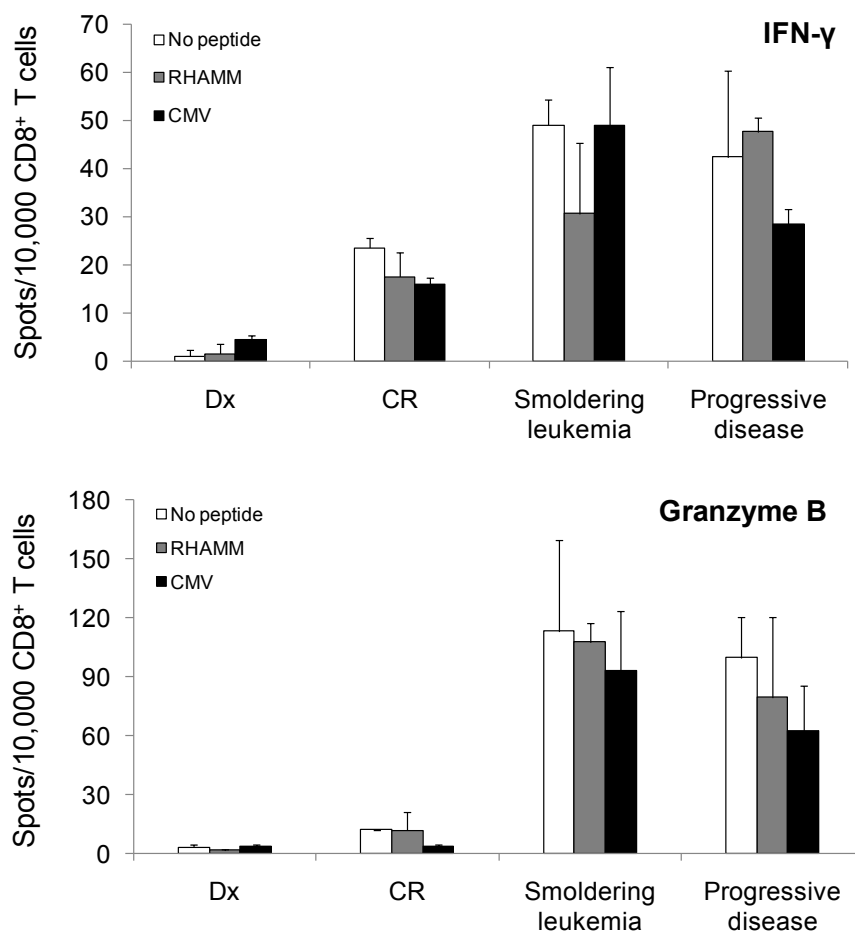 IFN-γ
No peptide
RHAMM
CMV
Spots/10,000 CD8⁺ T cells
70
60
50
40
30
20
10
0
Dx
CR
Smoldering
leukemia
Progressive
disease
Granzyme B
No peptide
RHAMM
CMV
Spots/10,000 CD8⁺ T cells
180
150
120
90
60
30
0
Dx
CR
Smoldering
leukemia
Progressive
disease